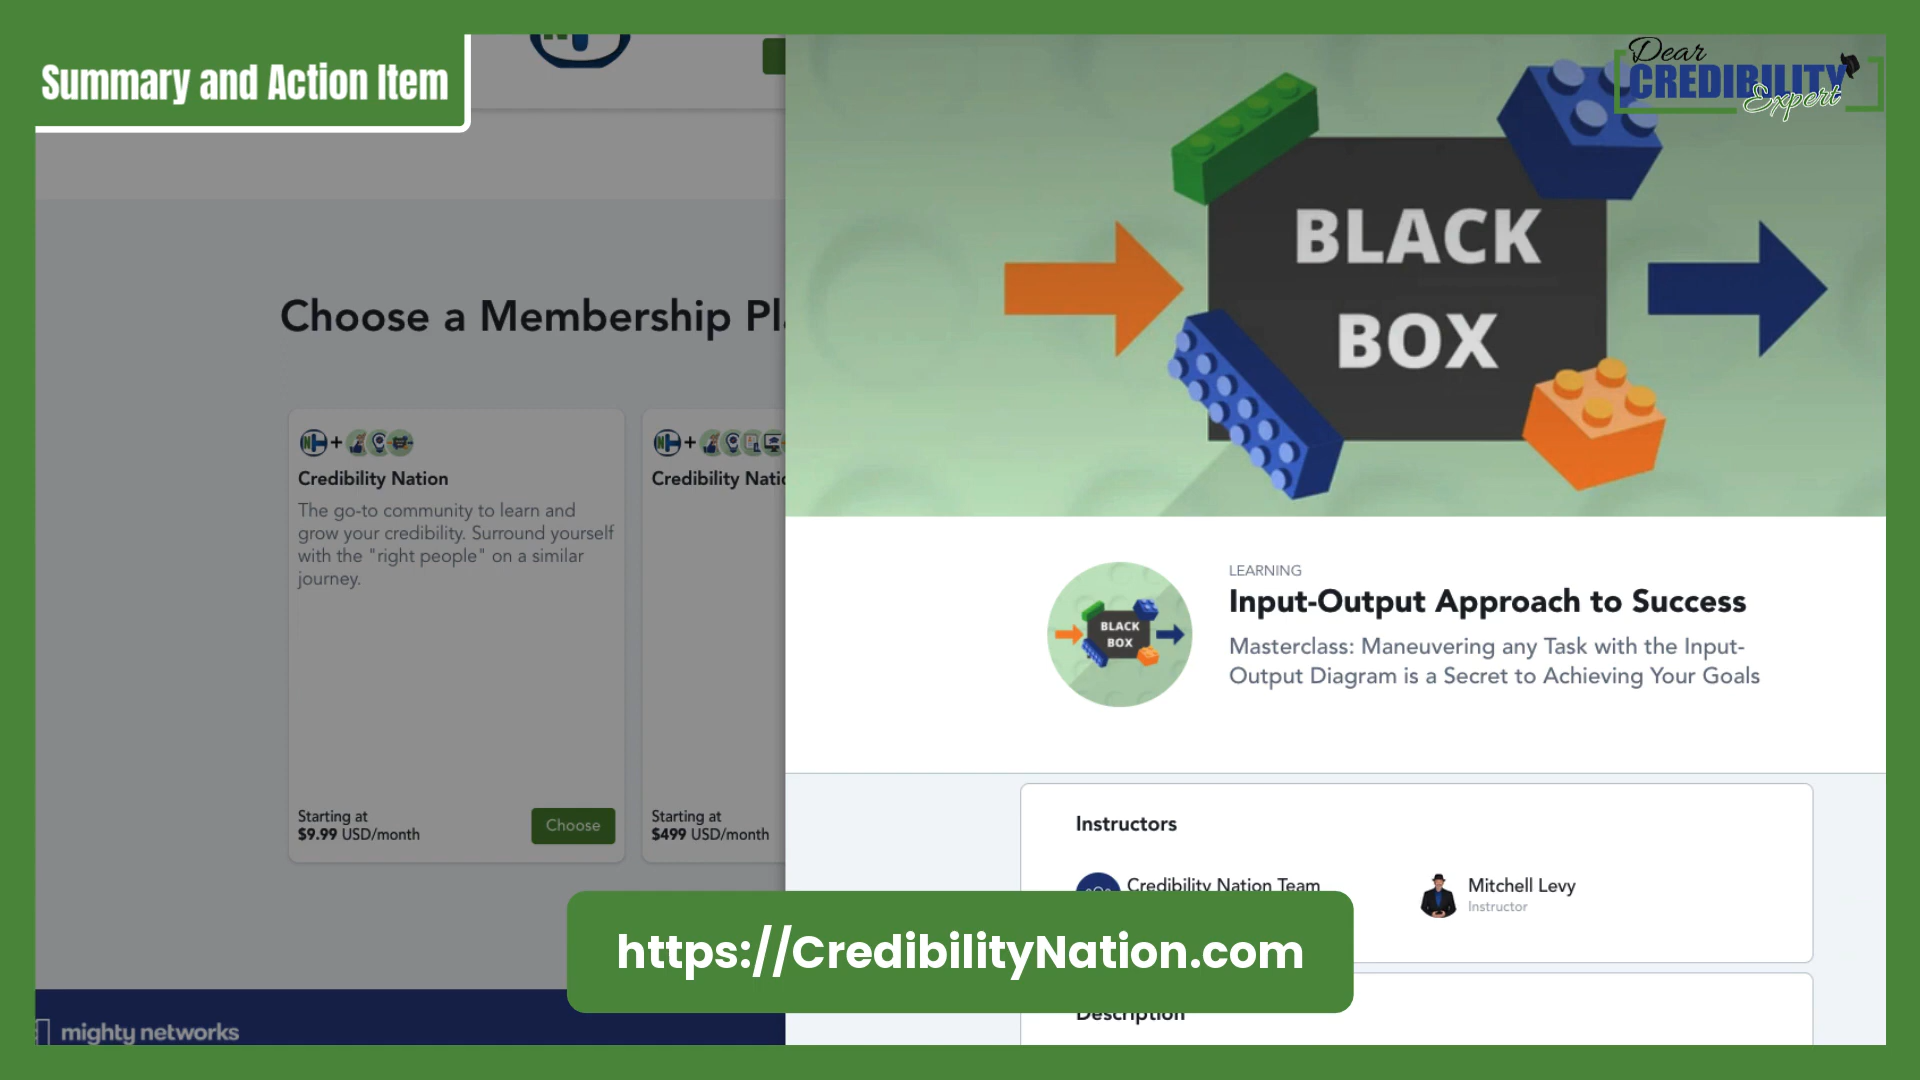 Summary and Action Item
Dear
CREDIBILITY
Expert
Choose a Membership Pl
Credibility Nation
The go-to community to learn and
grow your credibility. Surround yourself
with the "right people" on a similar
journey.
Starting at
$9.99 USD/month
Choose
Credibility Natio
Starting at
$499 USD/month
mighty networks
BLACK
BOX
BLACK
BOX
LEARNING
Input-Output Approach to Success
Masterclass: Maneuvering any Task with the Input-
Output Diagram is a Secret to Achieving Your Goals
Instructors
Credibility Nation Team
Mitchell Levy
Instructor
Description
https://CredibilityNation.com